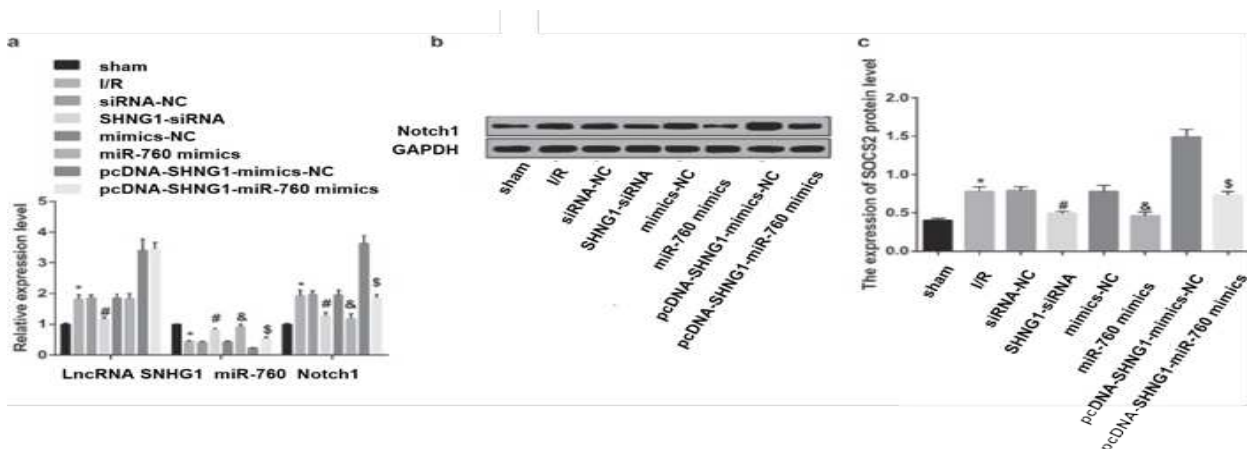 a
sham
I/R
siRNA-NC
SHNG1-siRNA
mimics-NC
miR-760 mimics
pcDNA-SHNG1-mimics-NC
pcDNA-SHNG1-miR-760 mimics
Relative expression level
5
4
3
2
1
0
* # * # & $ * # & $
LncRNA SNHG1 miR-760 Notch1
b
Notch1
GAPDH
sham
I/R
siRNA-NC
SHNG1-siRNA
mimics-NC
miR-760 mimics
pcDNA-SHNG1-mimics-NC
pcDNA-SHNG1-miR-760 mimics
c
The expression of SOCS2 protein level
2.0
1.5
1.0
0.5
0.0
* # & $
sham
I/R
siRNA-NC
SHNG1-siRNA
mimics-NC
miR-760 mimics
pcDNA-SHNG1-mimics-NC
pcDNA-SHNG1-miR-760 mimics